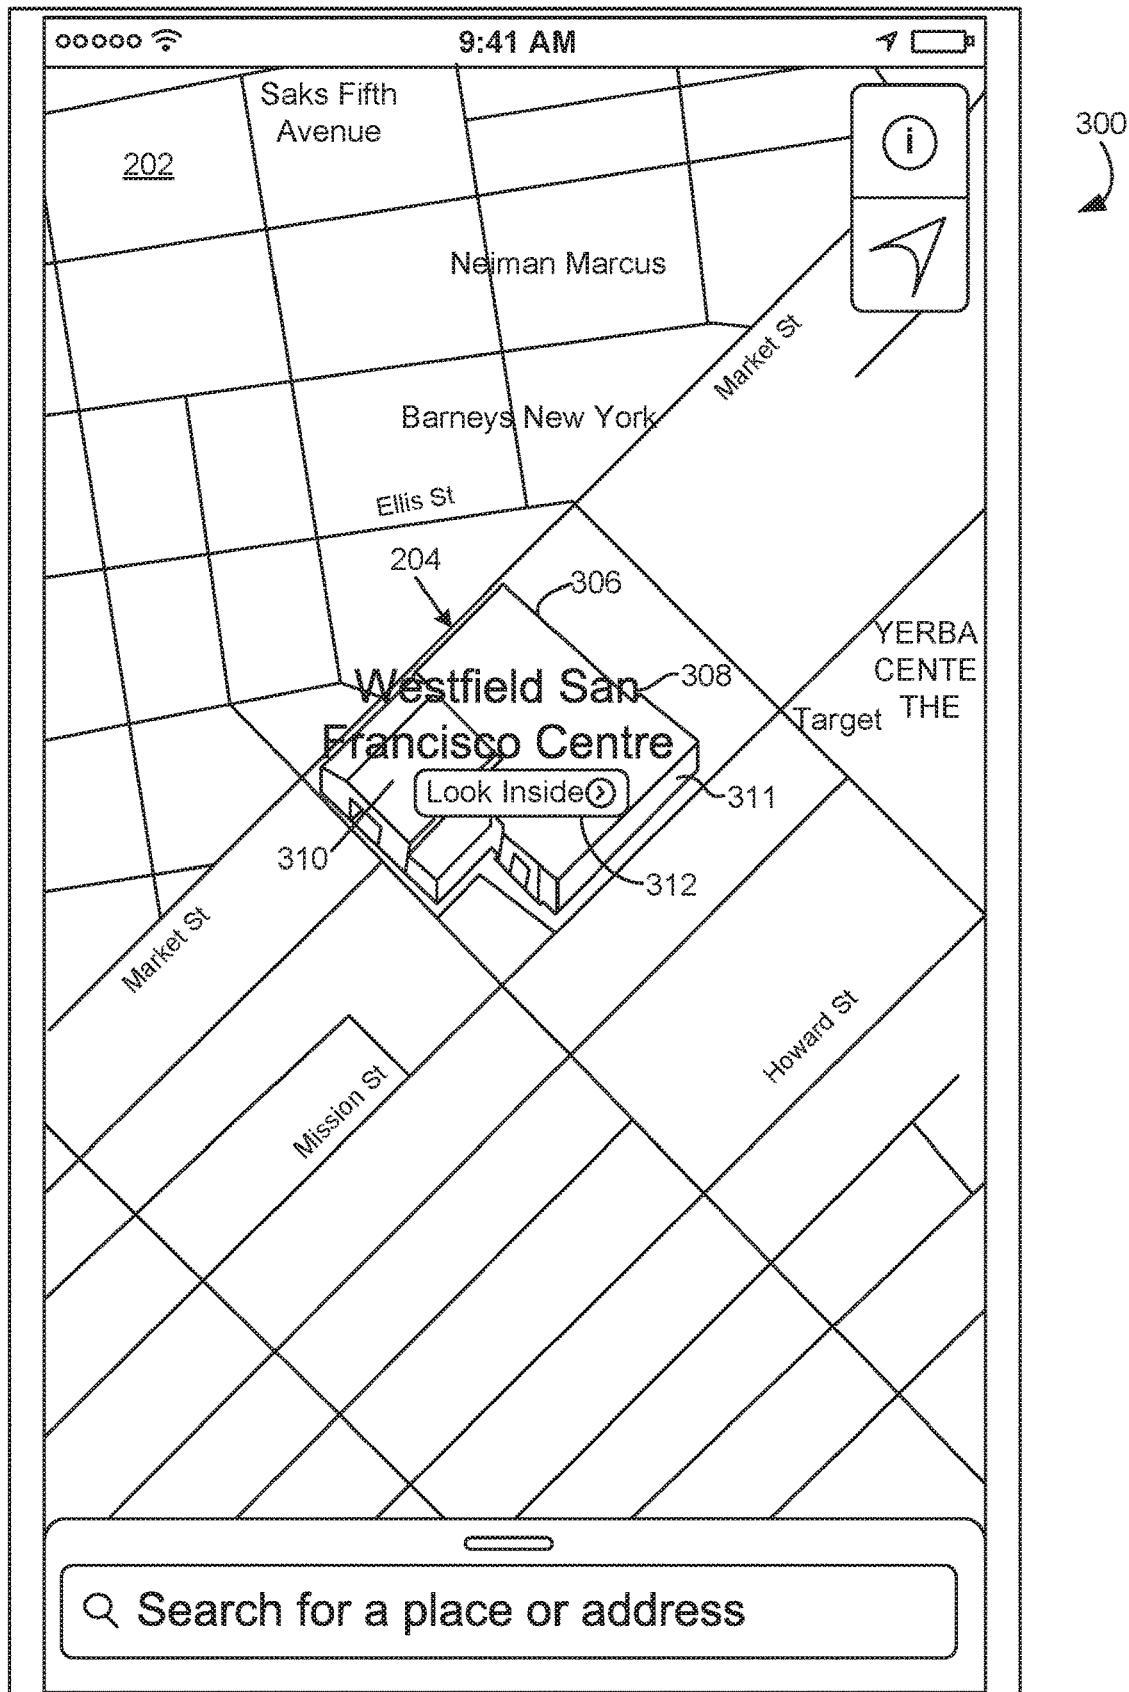 9:41 AM
300
Saks Fifth
Avenue
202
i
Neiman Marcus
Market St
Barneys New York
Ellis St
204
306
YERBA
CENTE
THE
Westfield San
Francisco Centre
308
Target
Look Inside
311
310
312
Market St
Howard St
Mission St
Search for a place or address